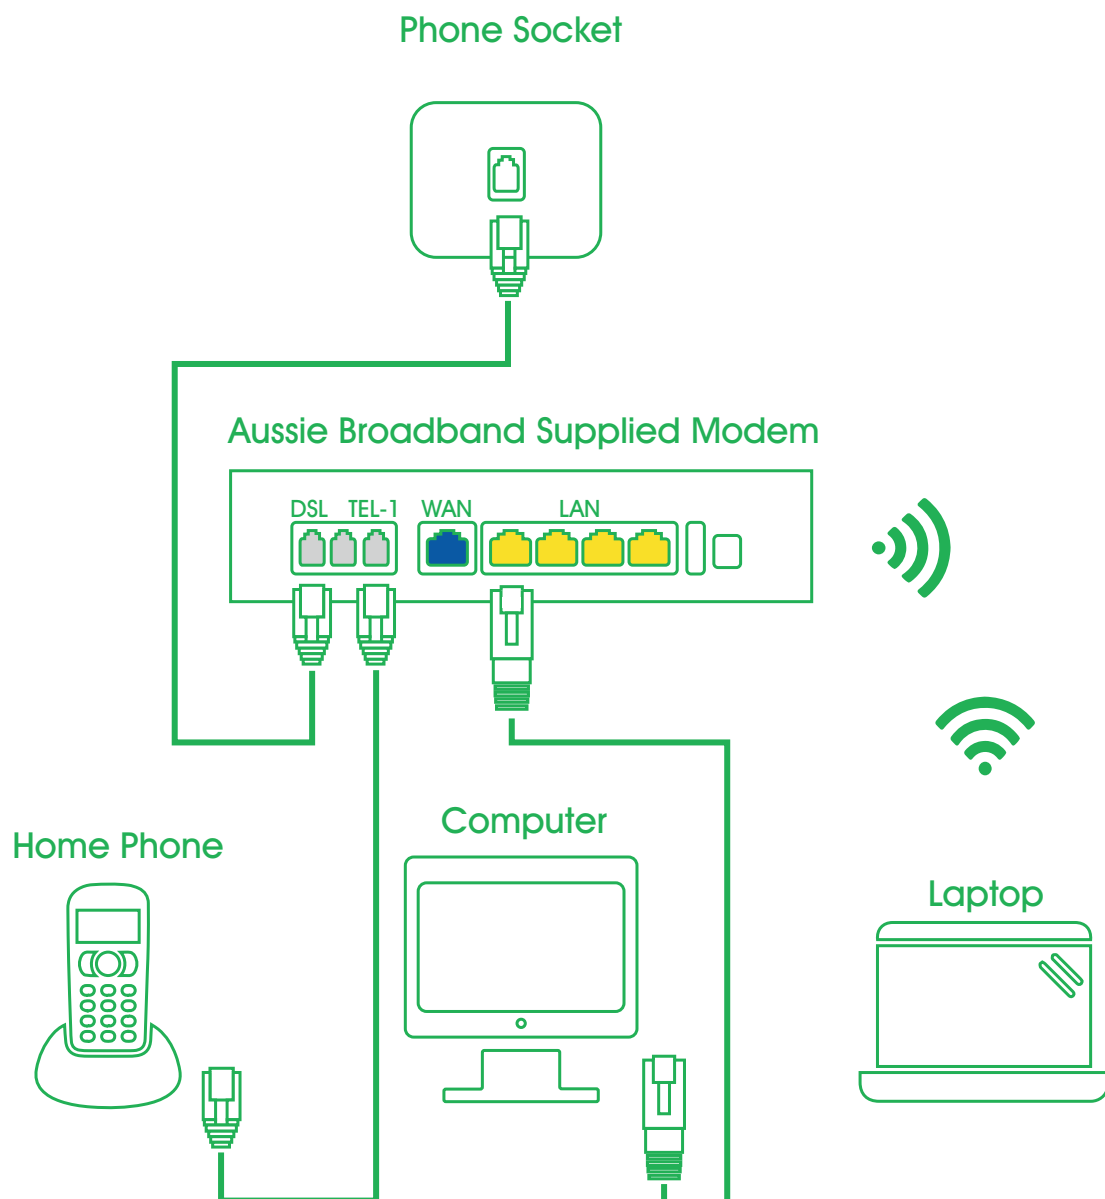 Phone Socket
Aussie Broadband Supplied Modem
DSL TEL-1 WAN LAN
Computer
Home Phone
Laptop